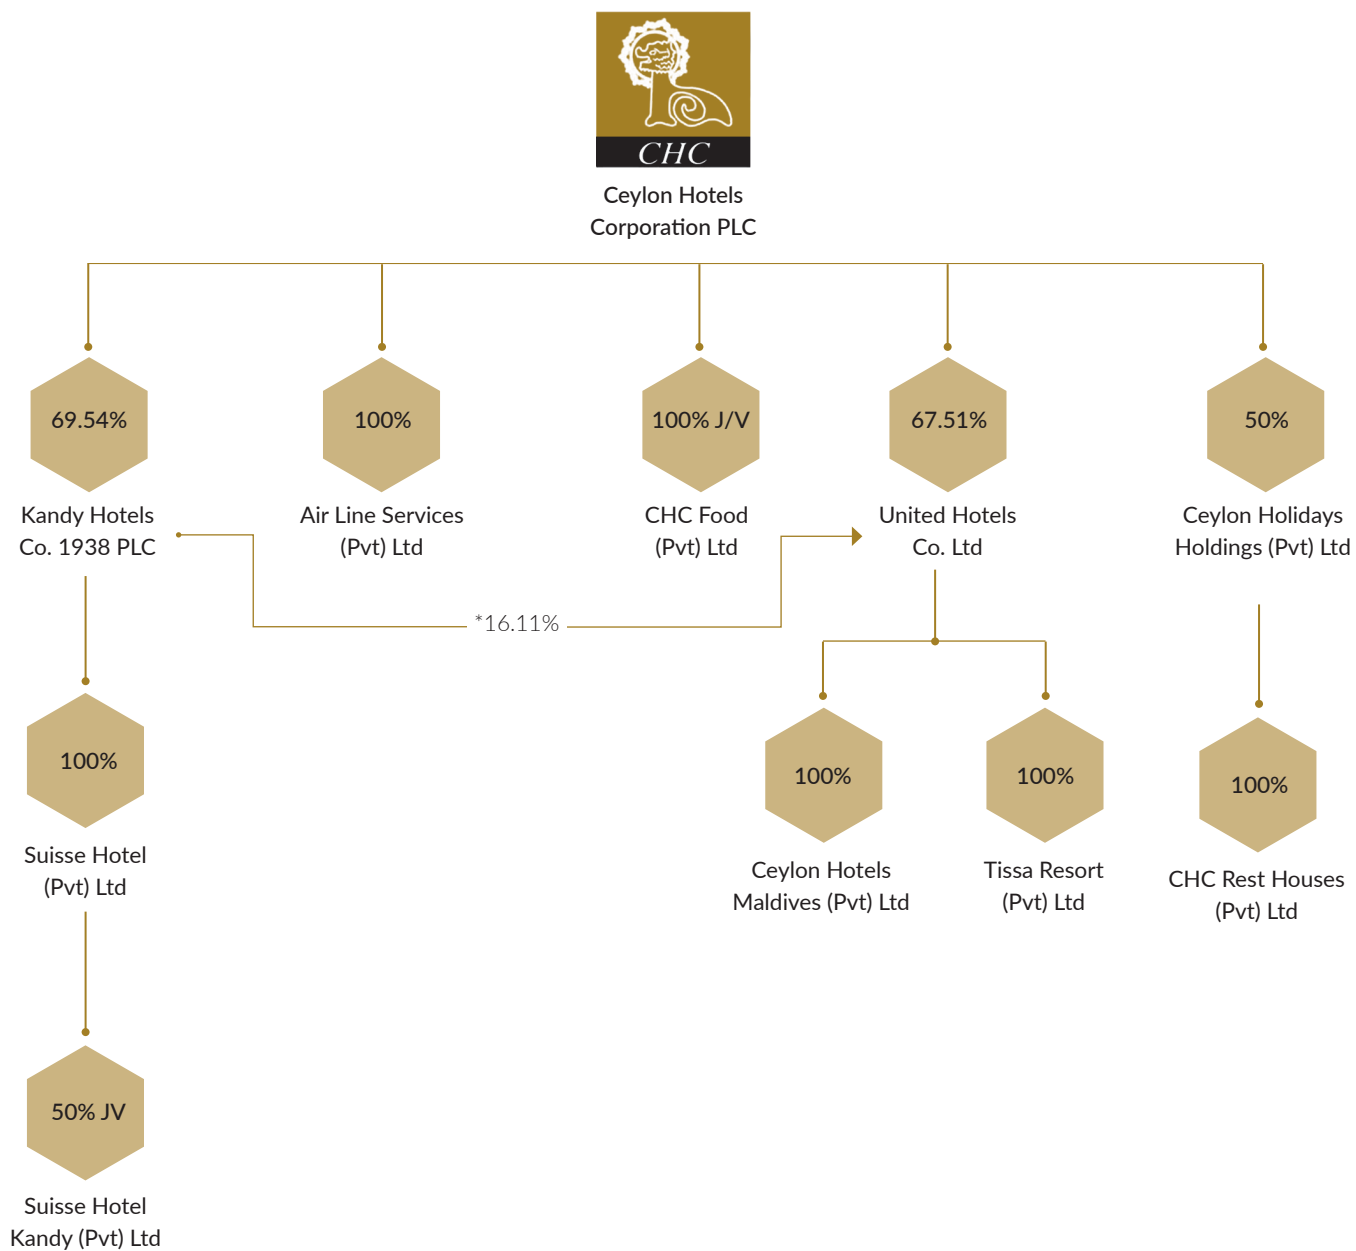 CHC
Ceylon Hotels
Corporation PLC
69.54%
100%
100% J/V
67.51%
50%
Kandy Hotels
Co. 1938 PLC
Air Line Services
(Pvt) Ltd
CHC Food
(Pvt) Ltd
United Hotels
Co. Ltd
Ceylon Holidays
Holdings (Pvt) Ltd
*16.11%
100%
Suisse Hotel
(Pvt) Ltd
100%
Ceylon Hotels
Maldives (Pvt) Ltd
100%
Tissa Resort
(Pvt) Ltd
100%
CHC Rest Houses
(Pvt) Ltd
50% JV
Suisse Hotel
Kandy (Pvt) Ltd